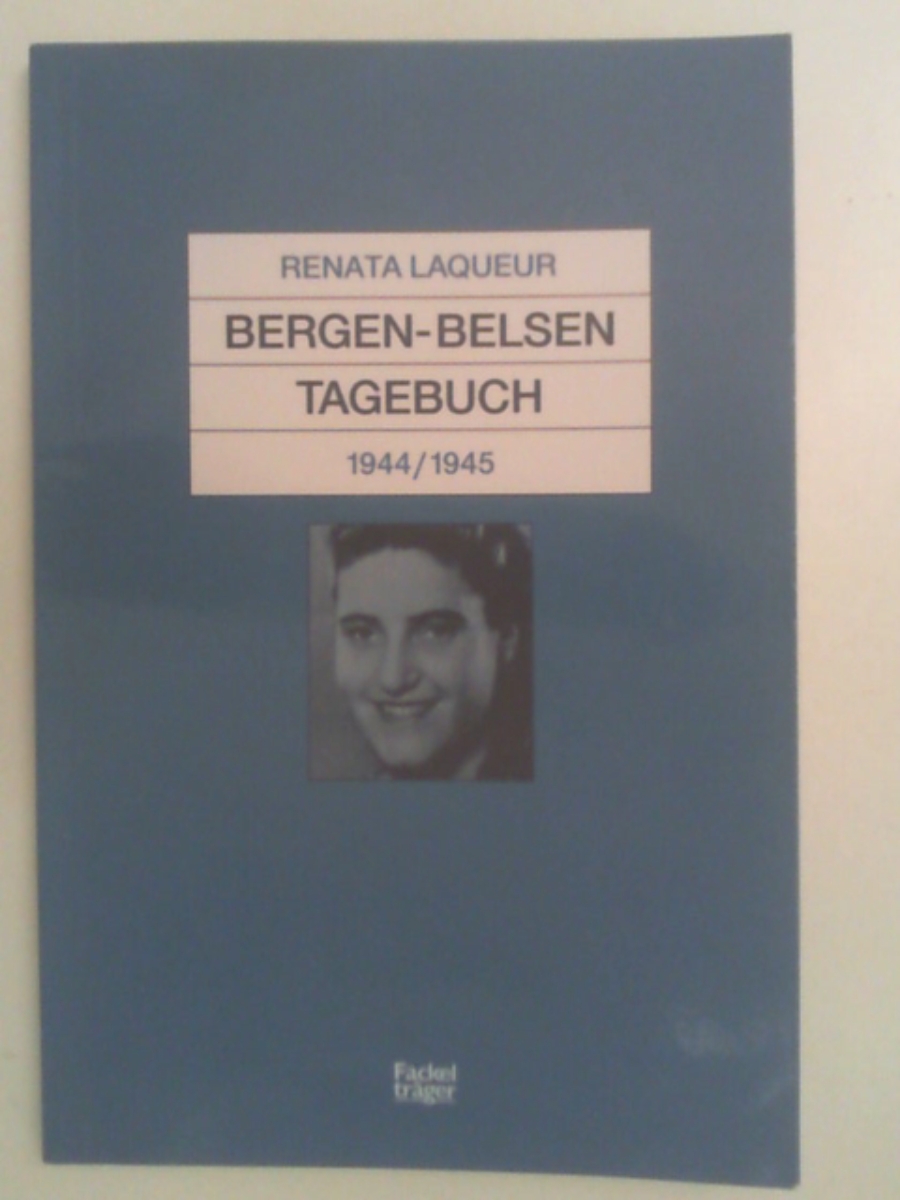 RENATA LAQUEUR
BERGEN-BELSEN
TAGEBUCH
1944/1945
Fackel
träger